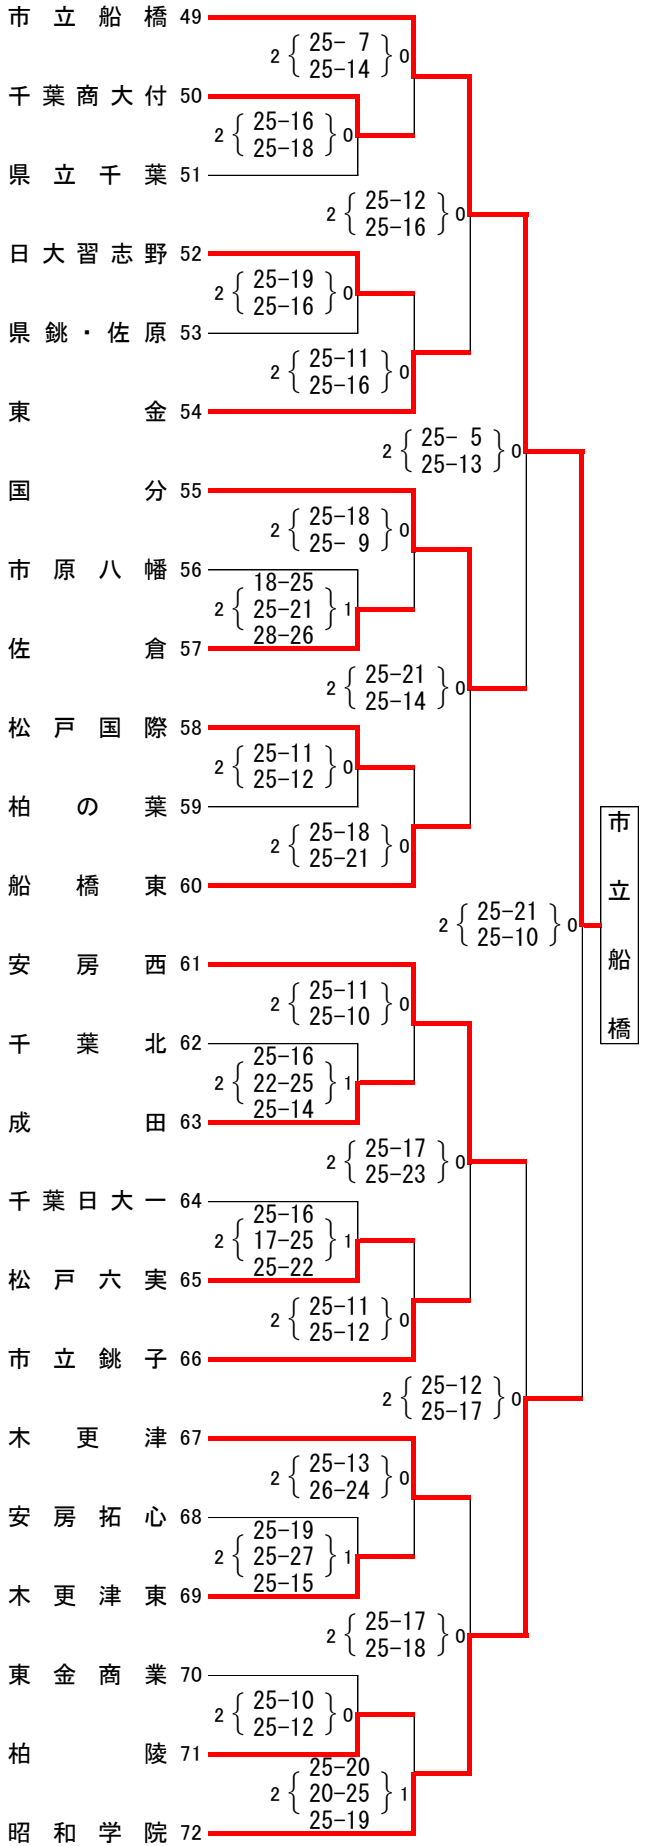 市立船橋 49
2 { 25- 7 } 0
25-14
千葉商大付 50
2 { 25-16 } 0
25-18
県立千葉 51
2 { 25-12 } 0
25-16
日大習志野 52
2 { 25-19 } 0
25-16
県銚・佐原 53
2 { 25-11 } 0
25-16
東金 54
2 { 25- 5 } 0
25-13
国分 55
2 { 25-18 } 0
25- 9
市原八幡 56
18-25
2 { 25-21 } 1
28-26
佐倉 57
2 { 25-21 } 0
25-14
松戸国際 58
2 { 25-11 } 0
25-12
柏の葉 59
2 { 25-18 } 0
25-21
船橋東 60
2 { 25-21 } 0
25-10
市立船橋
安房西 61
2 { 25-11 } 0
25-10
千葉北 62
25-16
2 { 22-25 } 1
25-14
成田 63
2 { 25-17 } 0
25-23
千葉日大一 64
25-16
2 { 17-25 } 1
25-22
松戸六実 65
2 { 25-11 } 0
25-12
市立銚子 66
2 { 25-12 } 0
25-17
木更津 67
2 { 25-13 } 0
26-24
安房拓心 68
25-19
2 { 25-27 } 1
25-15
木更津東 69
2 { 25-17 } 0
25-18
東金商業 70
2 { 25-10 } 0
25-12
柏陵 71
25-20
2 { 20-25 } 1
25-19
昭和学院 72